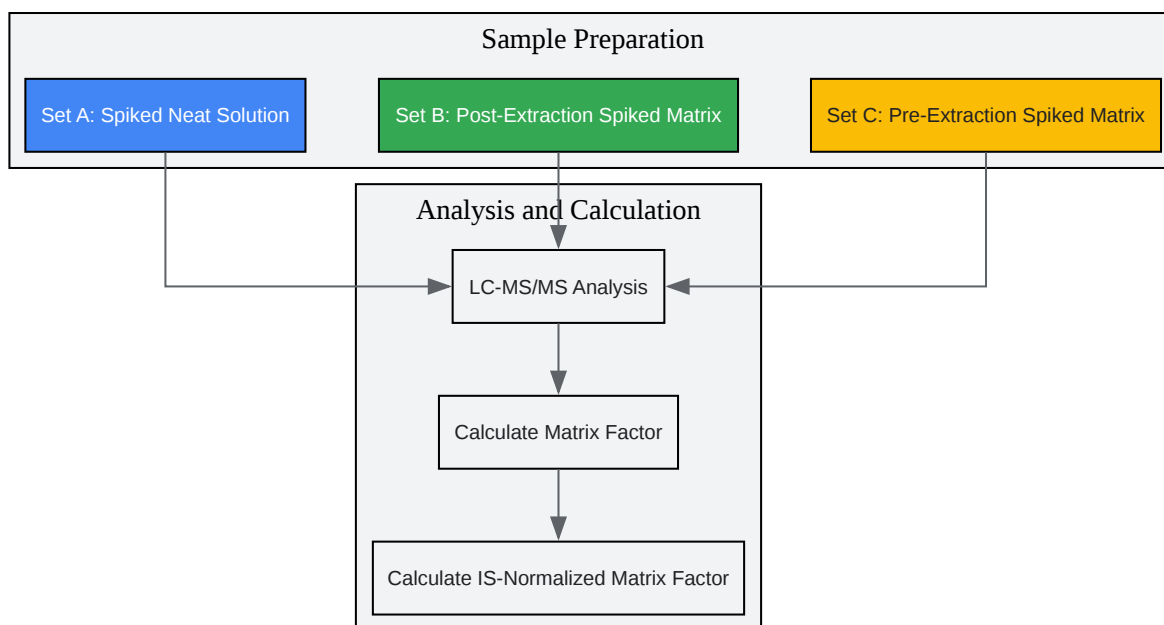 Sample Preparation
Set A: Spiked Neat Solution
Set B: Post-Extraction Spiked Matrix
Set C: Pre-Extraction Spiked Matrix
Analysis and Calculation
LC-MS/MS Analysis
Calculate Matrix Factor
Calculate IS-Normalized Matrix Factor